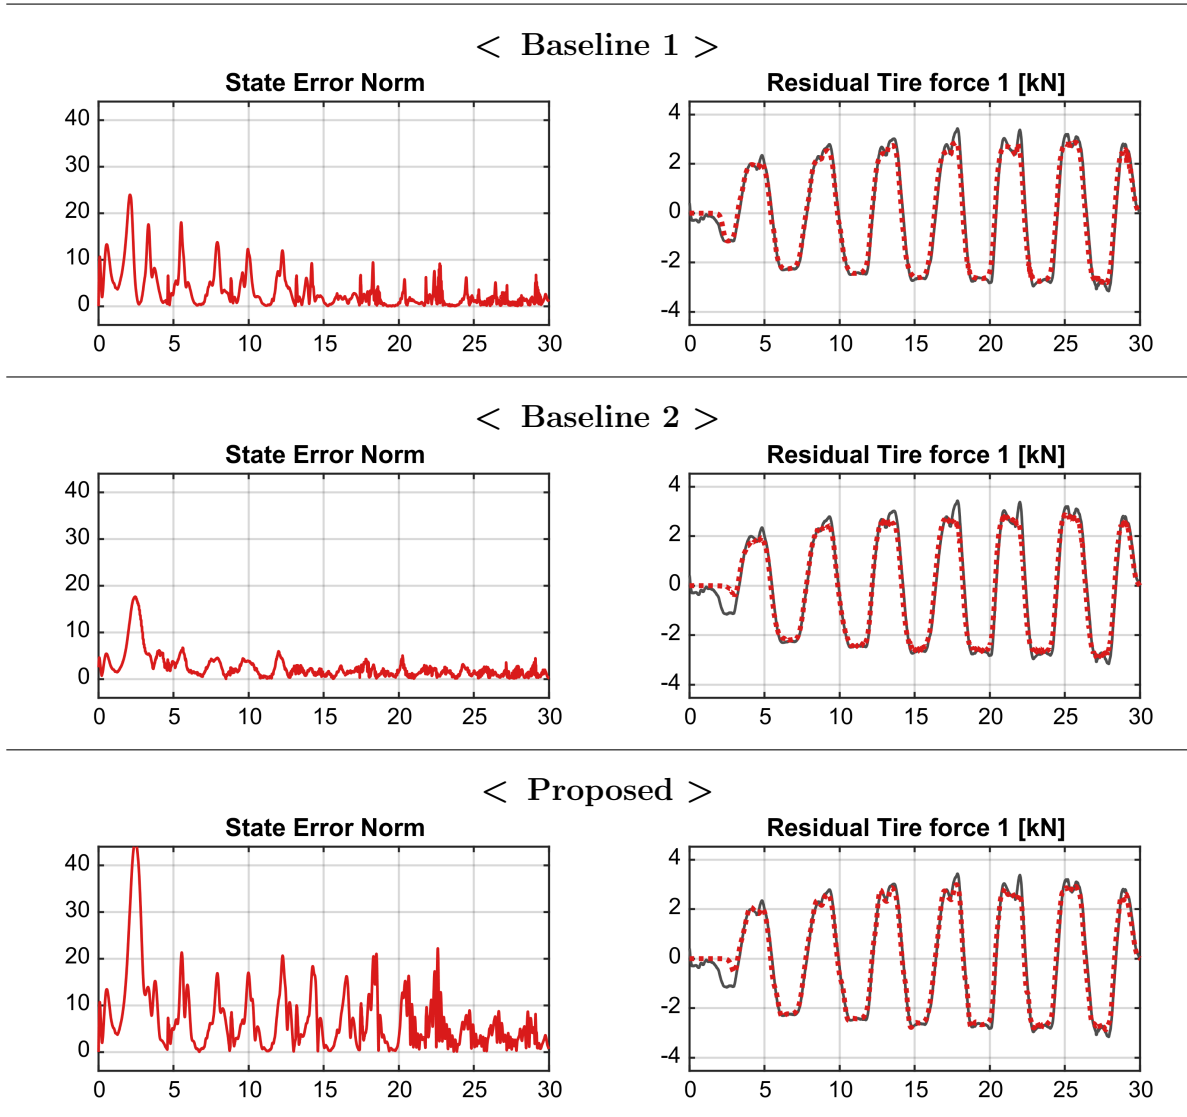 < Baseline 1 >
State Error Norm
40
30
20
10
0
0 5 10 15 20 25 30
Residual Tire force 1 [kN]
4
2
0
-2
-4
0 5 10 15 20 25 30
< Baseline 2 >
State Error Norm
40
30
20
10
0
0 5 10 15 20 25 30
Residual Tire force 1 [kN]
4
2
0
-2
-4
0 5 10 15 20 25 30
< Proposed >
State Error Norm
40
30
20
10
0
0 5 10 15 20 25 30
Residual Tire force 1 [kN]
4
2
0
-2
-4
0 5 10 15 20 25 30